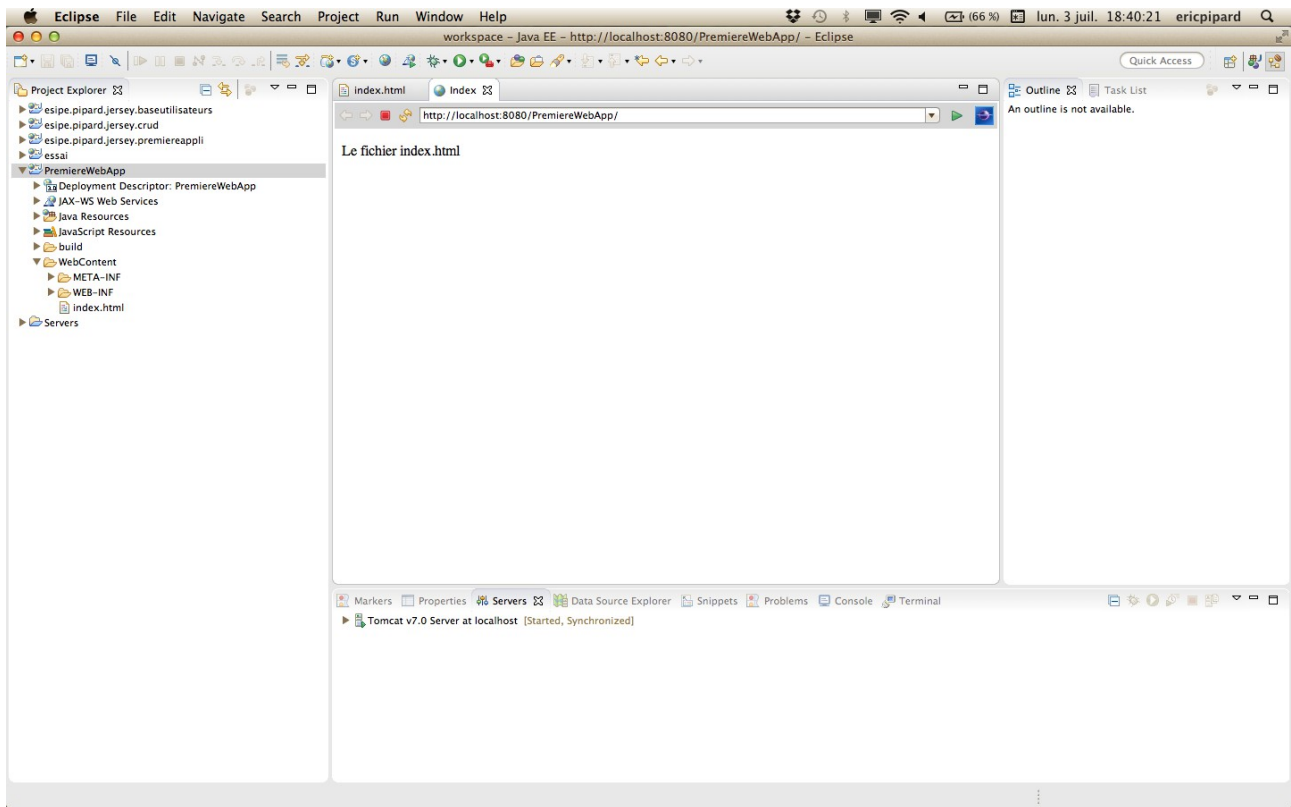 Eclipse File Edit Navigate Search Project Run Window Help (66 %) lun. 3 juil. 18:40:21 ericpipard
workspace – Java EE – http://localhost:8080/PremiereWebApp/ – Eclipse
Quick Access
Project Explorer
esipe.pipard.jersey.baseutilisateurs
esipe.pipard.jersey.crud
esipe.pipard.jersey.premiereappli
essai
PremiereWebApp
Deployment Descriptor: PremiereWebApp
JAX-WS Web Services
Java Resources
JavaScript Resources
build
WebContent
META-INF
WEB-INF
index.html
Servers
index.html Index
http://localhost:8080/PremiereWebApp/
Le fichier index.html
Outline Task List
An outline is not available.
Markers Properties Servers Data Source Explorer Snippets Problems Console Terminal
Tomcat v7.0 Server at localhost [Started, Synchronized]